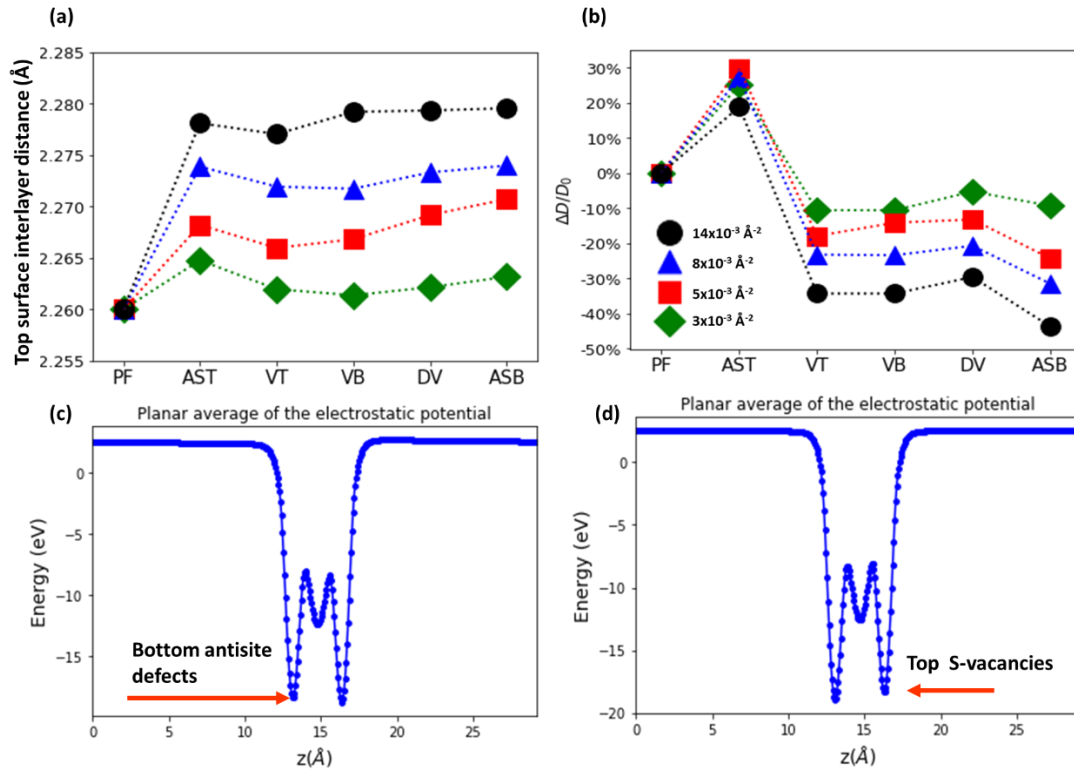 (a)
Top surface interlayer distance (Å)
2.285
2.280
2.275
2.270
2.265
2.260
2.255
PF AST VT VB DV ASB
(b)
ΔD/D₀
30%
20%
10%
0%
-10%
-20%
-30%
-40%
-50%
14x10⁻³ Å⁻²
8x10⁻³ Å⁻²
5x10⁻³ Å⁻²
3x10⁻³ Å⁻²
PF AST VT VB DV ASB
(c)
Planar average of the electrostatic potential
Energy (eV)
0
−5
−10
−15
Bottom antisite
defects
0 5 10 15 20 25
z(Å)
(d)
Planar average of the electrostatic potential
Energy (eV)
0
−5
−10
−15
−20
Top S-vacancies
0 5 10 15 20 25
z(Å)